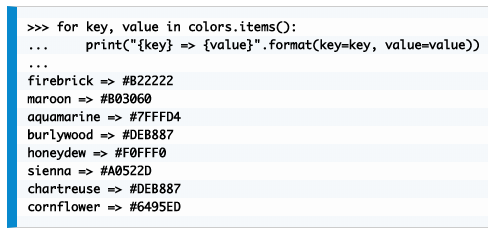 >>> for key, value in colors.items():
...     print("{key} => {value}".format(key=key, value=value))
...
firebrick => #B22222
maroon => #B03060
aquamarine => #7FFFD4
burlywood => #DEB887
honeydew => #F0FFF0
sienna => #A0522D
chartreuse => #DEB887
cornflower => #6495ED